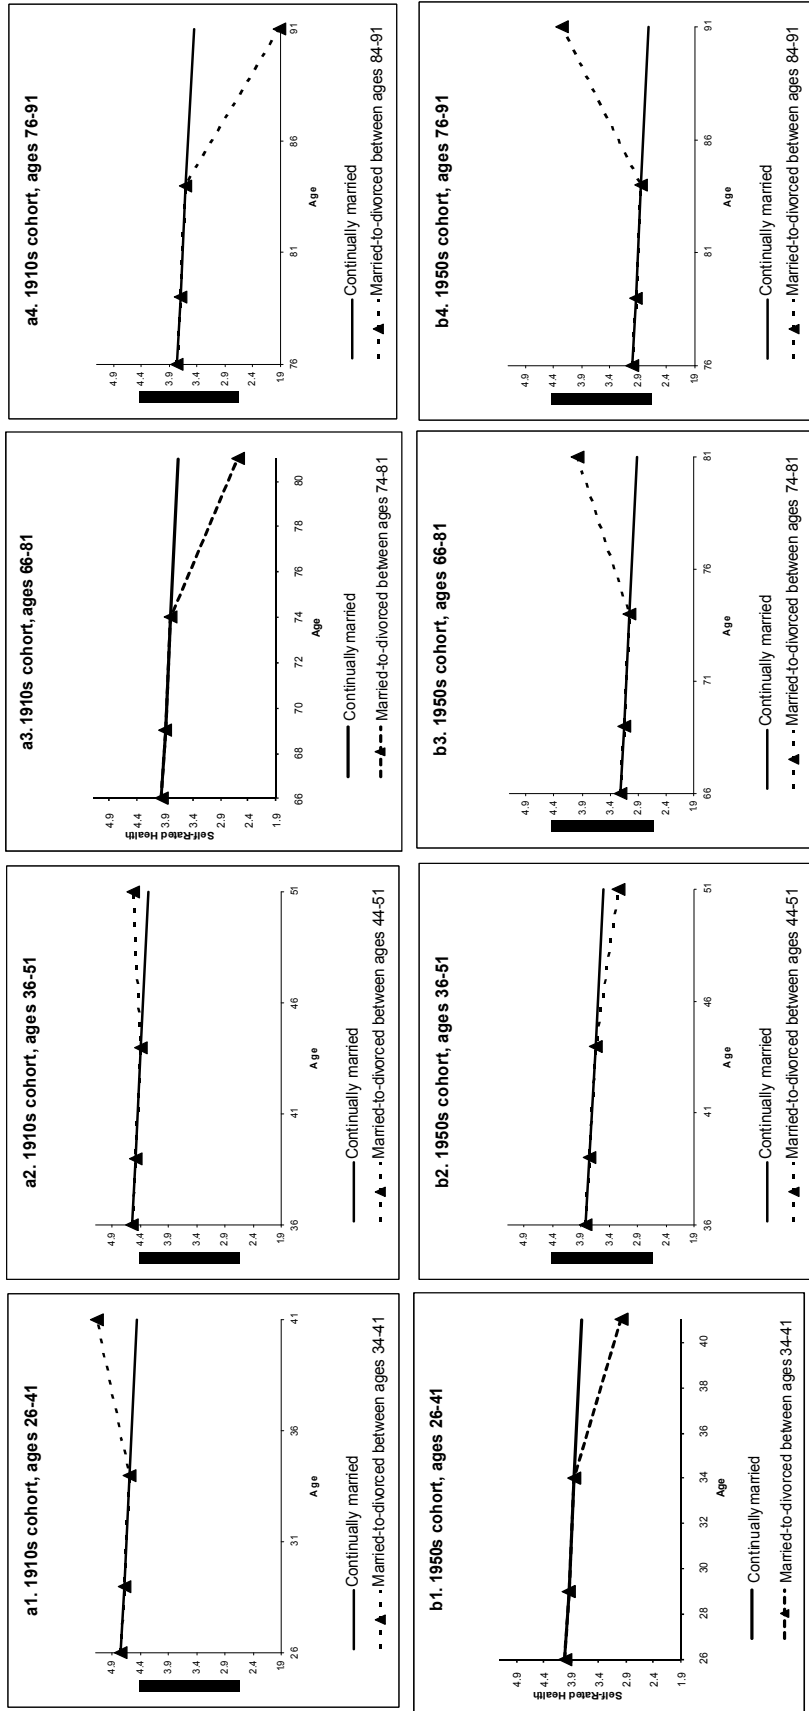 a1. 1910s cohort, ages 26-41
4.9
4.4
3.9
3.4
2.9
2.4
1.9
26
31
36
41
Age
Continually married
Married-to-divorced between ages 34-41
a2. 1910s cohort, ages 36-51
4.9
4.4
3.9
3.4
2.9
2.4
1.9
36
41
46
51
Age
Continually married
Married-to-divorced between ages 44-51
a3. 1910s cohort, ages 66-81
Self-Rated Health
4.9
4.4
3.9
3.4
2.9
2.4
1.9
66
68
70
72
74
76
78
80
Age
Continually married
Married-to-divorced between ages 74-81
a4. 1910s cohort, ages 76-91
4.9
4.4
3.9
3.4
2.9
2.4
1.9
76
81
86
91
Age
Continually married
Married-to-divorced between ages 84-91
b1. 1950s cohort, ages 26-41
Self-Rated Health
4.9
4.4
3.9
3.4
2.9
2.4
1.9
26
28
30
32
34
36
38
40
Age
Continually married
Married-to-divorced between ages 34-41
b2. 1950s cohort, ages 36-51
4.9
4.4
3.9
3.4
2.9
2.4
1.9
36
41
46
51
Age
Continually married
Married-to-divorced between ages 44-51
b3. 1950s cohort, ages 66-81
4.9
4.4
3.9
3.4
2.9
2.4
1.9
66
71
76
81
Age
Continually married
Married-to-divorced between ages 74-81
b4. 1950s cohort, ages 76-91
4.9
4.4
3.9
3.4
2.9
2.4
1.9
76
81
86
91
Age
Continually married
Married-to-divorced between ages 84-91